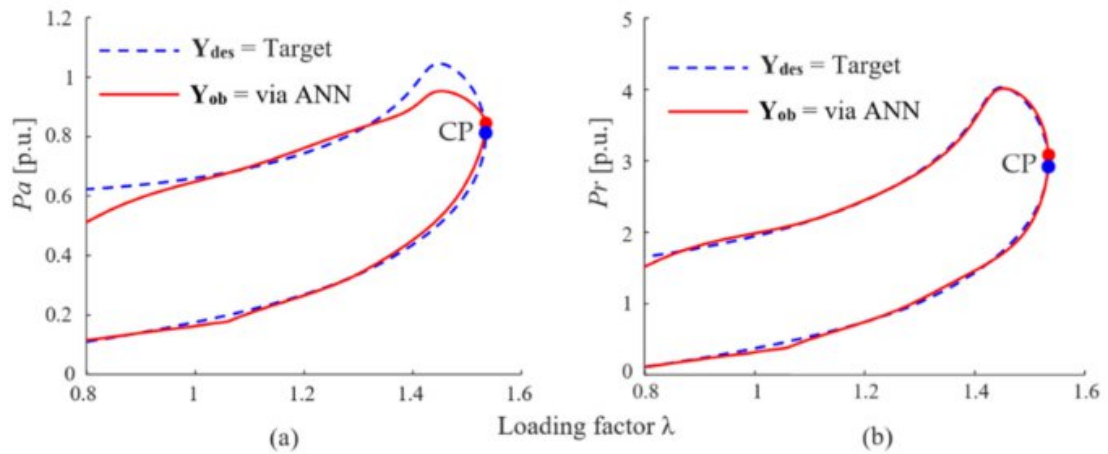 1.2
1
0.8
0.6
0.4
0.2
0
Pa [p.u.]
Y_des = Target
Y_ob = via ANN
CP
0.8 1 1.2 1.4 1.6
(a)
Loading factor λ
5
4
3
2
1
0
Pr [p.u.]
Y_des = Target
Y_ob = via ANN
CP
0.8 1 1.2 1.4 1.6
(b)